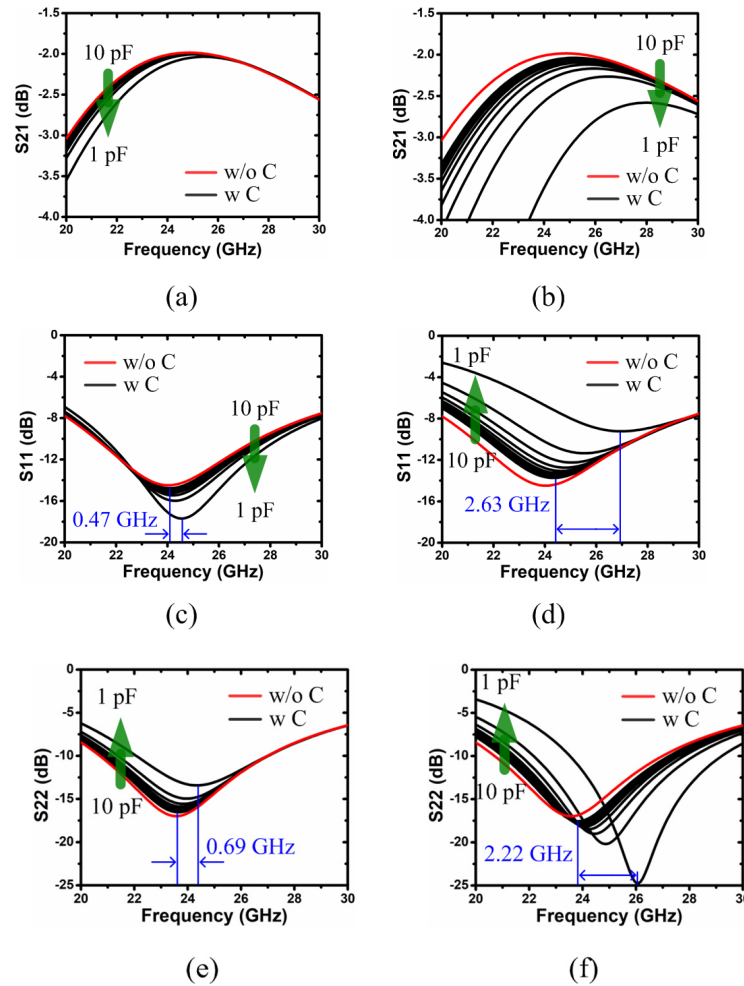 -1.5
-2.0
-2.5
-3.0
-3.5
-4.0
S21 (dB)
10 pF
1 pF
w/o C
w C
20 22 24 26 28 30
Frequency (GHz)
(a)
-1.5
-2.0
-2.5
-3.0
-3.5
-4.0
S21 (dB)
10 pF
1 pF
w/o C
w C
20 22 24 26 28 30
Frequency (GHz)
(b)
0
-4
-8
-12
-16
-20
S11 (dB)
w/o C
w C
10 pF
1 pF
0.47 GHz
20 22 24 26 28 30
Frequency (GHz)
(c)
0
-4
-8
-12
-16
-20
S11 (dB)
1 pF
w/o C
w C
10 pF
2.63 GHz
20 22 24 26 28 30
Frequency (GHz)
(d)
0
-5
-10
-15
-20
-25
S22 (dB)
1 pF
w/o C
w C
10 pF
0.69 GHz
20 22 24 26 28 30
Frequency (GHz)
(e)
0
-5
-10
-15
-20
-25
S22 (dB)
1 pF
w/o C
w C
10 pF
2.22 GHz
20 22 24 26 28 30
Frequency (GHz)
(f)